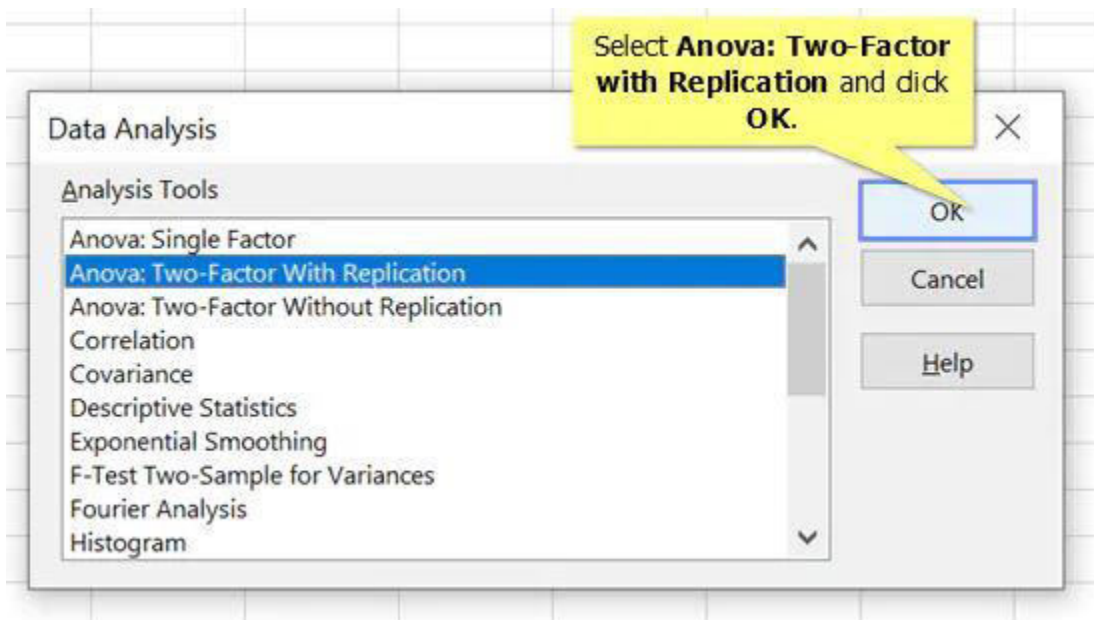 Select Anova: Two-Factor
with Replication and click
OK.
Data Analysis
Analysis Tools
Anova: Single Factor
Anova: Two-Factor With Replication
Anova: Two-Factor Without Replication
Correlation
Covariance
Descriptive Statistics
Exponential Smoothing
F-Test Two-Sample for Variances
Fourier Analysis
Histogram
OK
Cancel
Help